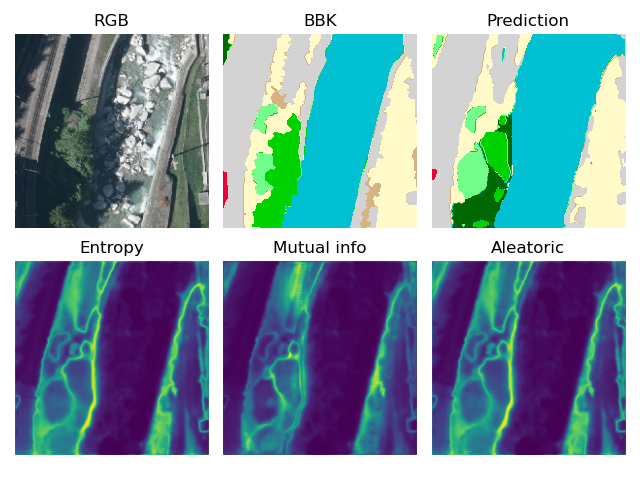 RGB
BBK
Prediction
Entropy
Mutual info
Aleatoric